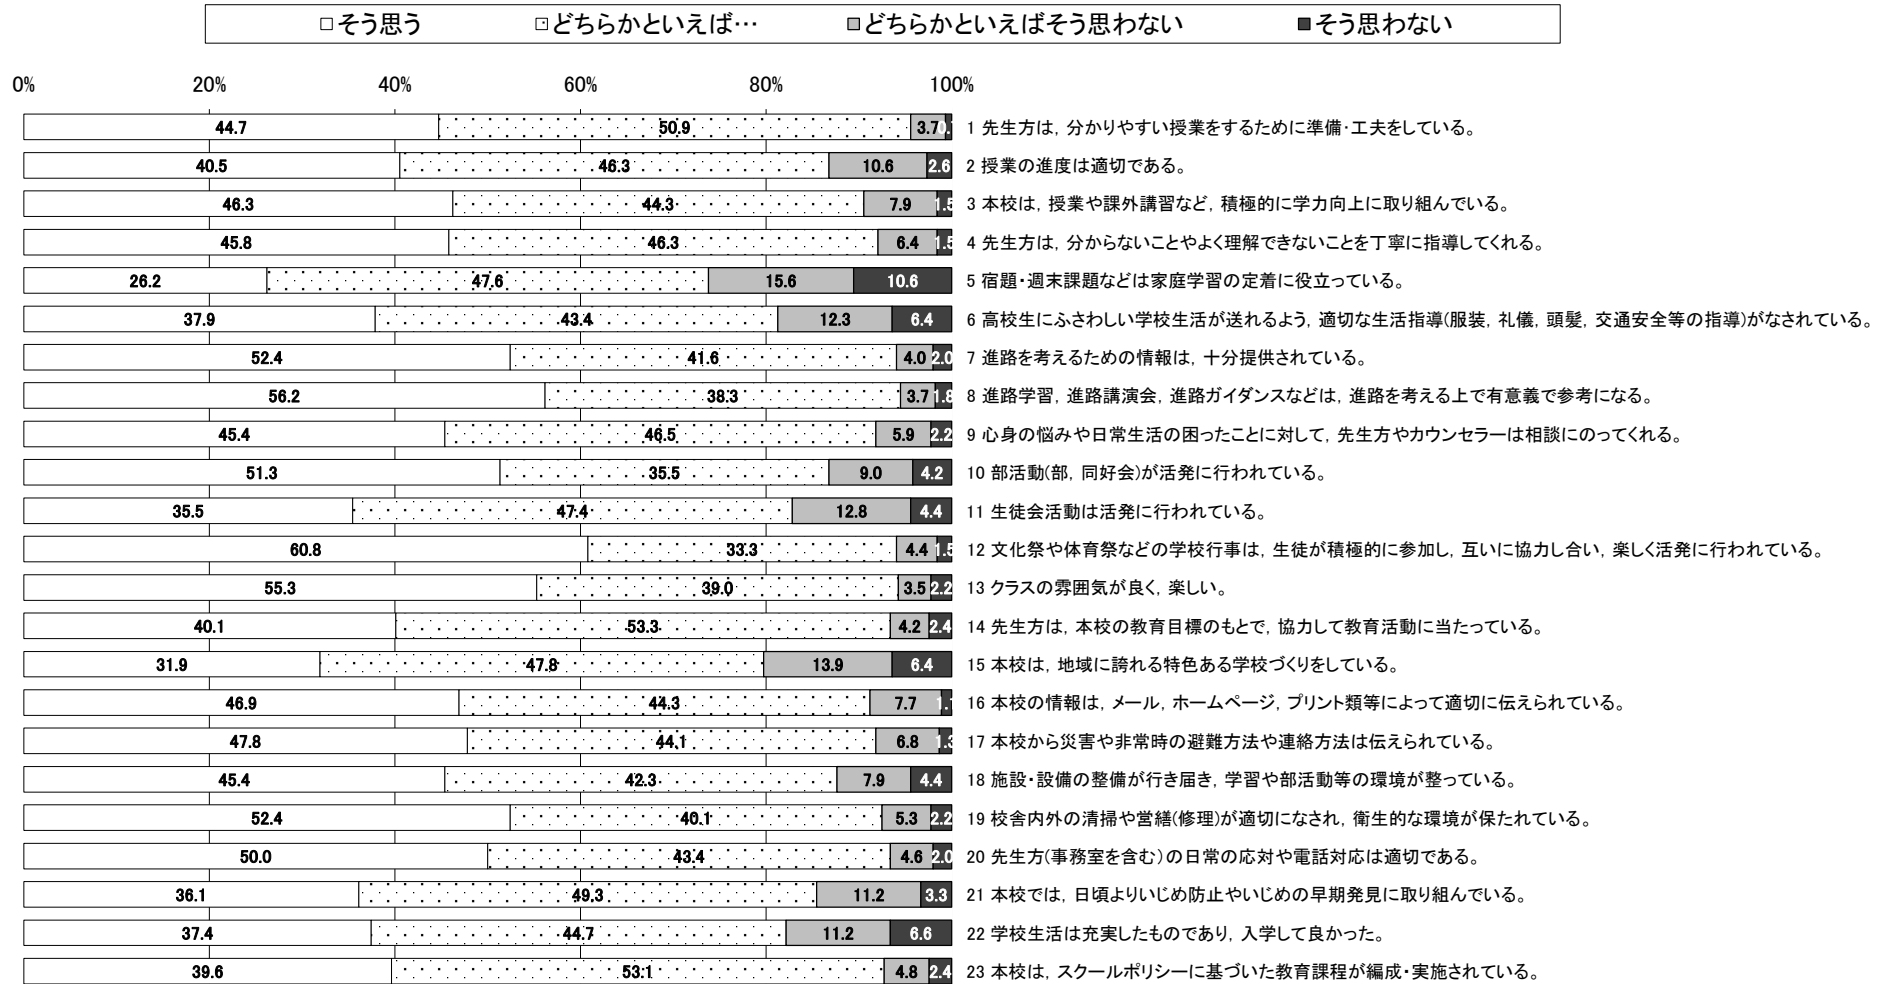 そう思う どちらかといえば… どちらかといえばそう思わない そう思わない
0% 20% 40% 60% 80% 100%
44.7 50.9 3.7 1 先生方は，分かりやすい授業をするために準備・工夫をしている。
40.5 46.3 10.6 2.6 2 授業の進度は適切である。
46.3 44.3 7.9 1.5 3 本校は，授業や課外講習など，積極的に学力向上に取り組んでいる。
45.8 46.3 6.4 1.5 4 先生方は，分からないことやよく理解できないことを丁寧に指導してくれる。
26.2 47.6 15.6 10.6 5 宿題・週末課題などは家庭学習の定着に役立っている。
37.9 43.4 12.3 6.4 6 高校生にふさわしい学校生活が送れるよう，適切な生活指導(服装，礼儀，頭髪，交通安全等の指導)がなされている。
52.4 41.6 4.0 2.0 7 進路を考えるための情報は，十分提供されている。
56.2 38.3 3.7 1.8 8 進路学習，進路講演会，進路ガイダンスなどは，進路を考える上で有意義で参考になる。
45.4 46.5 5.9 2.2 9 心身の悩みや日常生活の困ったことに対して，先生方やカウンセラーは相談にのってくれる。
51.3 35.5 9.0 4.2 10 部活動(部，同好会)が活発に行われている。
35.5 47.4 12.8 4.4 11 生徒会活動は活発に行われている。
60.8 33.3 4.4 1.5 12 文化祭や体育祭などの学校行事は，生徒が積極的に参加し，互いに協力し合い，楽しく活発に行われている。
55.3 39.0 3.5 2.2 13 クラスの雰囲気が良く，楽しい。
40.1 53.3 4.2 2.4 14 先生方は，本校の教育目標のもとで，協力して教育活動に当たっている。
31.9 47.8 13.9 6.4 15 本校は，地域に誇れる特色ある学校づくりをしている。
46.9 44.3 7.7 1.1 16 本校の情報は，メール，ホームページ，プリント類等によって適切に伝えられている。
47.8 44.1 6.8 1.3 17 本校から災害や非常時の避難方法や連絡方法は伝えられている。
45.4 42.3 7.9 4.4 18 施設・設備の整備が行き届き，学習や部活動等の環境が整っている。
52.4 40.1 5.3 2.2 19 校舎内外の清掃や営繕(修理)が適切になされ，衛生的な環境が保たれている。
50.0 43.4 4.6 2.0 20 先生方(事務室を含む)の日常の応対や電話対応は適切である。
36.1 49.3 11.2 3.3 21 本校では，日頃よりいじめ防止やいじめの早期発見に取り組んでいる。
37.4 44.7 11.2 6.6 22 学校生活は充実したものであり，入学して良かった。
39.6 53.1 4.8 2.4 23 本校は，スクールポリシーに基づいた教育課程が編成・実施されている。